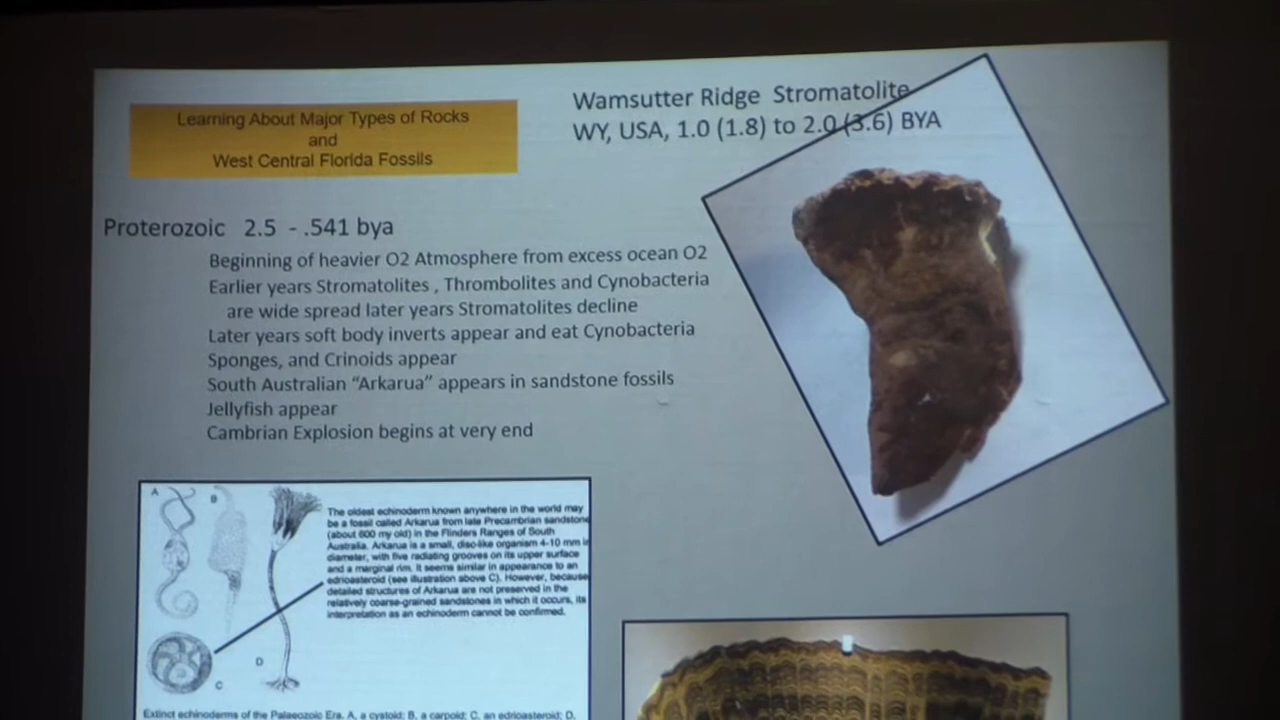 Learning About Major Types of Rocks
and
West Central Florida Fossils
Wamsutter Ridge Stromatolite
WY, USA, 1.0 (1.8) to 2.0 (3.6) BYA
Proterozoic 2.5 - .541 bya
Beginning of heavier O2 Atmosphere from excess ocean O2
Earlier years Stromatolites , Thrombolites and Cynobacteria
are wide spread later years Stromatolites decline
Later years soft body inverts appear and eat Cynobacteria
Sponges, and Crinoids appear
South Australian “Arkarua” appears in sandstone fossils
Jellyfish appear
Cambrian Explosion begins at very end
A
B
The oldest echinoderm known anywhere in the world may
be a fossil called Arkarua from late Precambrian sandstone
(about 600 my old) in the Flinders Ranges of South
Australia. Arkarua is a small, disc-like organism 4-10 mm in
diameter, with five radiating grooves on its upper surface
and a marginal rim. It seems similar in appearance to an
edrioasteroid (see illustration above C). However, because
detailed structures of Arkarua are not preserved in the
relatively coarse-grained sandstones in which it occurs, its
interpretation as an echinoderm cannot be confirmed.
D
C
Extinct echinoderms of the Palaeozoic Era. A, a cystoid; B, a carpoid; C, an edrioasteroid; D,